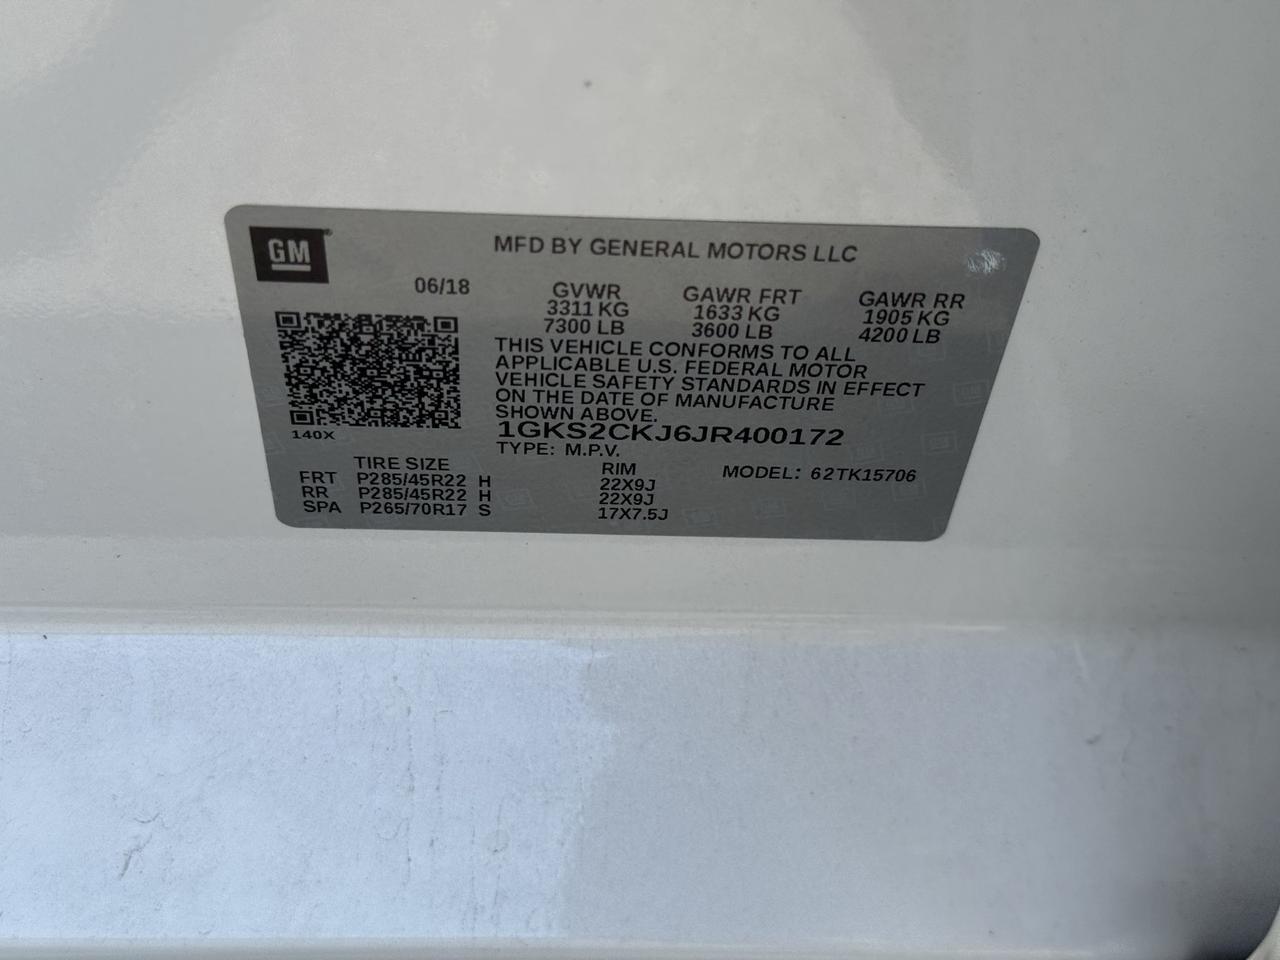 GM®
MFD BY GENERAL MOTORS LLC
06/18
GVWR
3311 KG
7300 LB
GAWR FRT
1633 KG
3600 LB
GAWR RR
1905 KG
4200 LB
THIS VEHICLE CONFORMS TO ALL
APPLICABLE U.S. FEDERAL MOTOR
VEHICLE SAFETY STANDARDS IN EFFECT
ON THE DATE OF MANUFACTURE
SHOWN ABOVE.
140X
1GKS2CKJ6JR400172
TYPE: M.P.V.
MODEL: 62TK15706
TIRE SIZE RIM
FRT P285/45R22 H 22X9J
RR P285/45R22 H 22X9J
SPA P265/70R17 S 17X7.5J